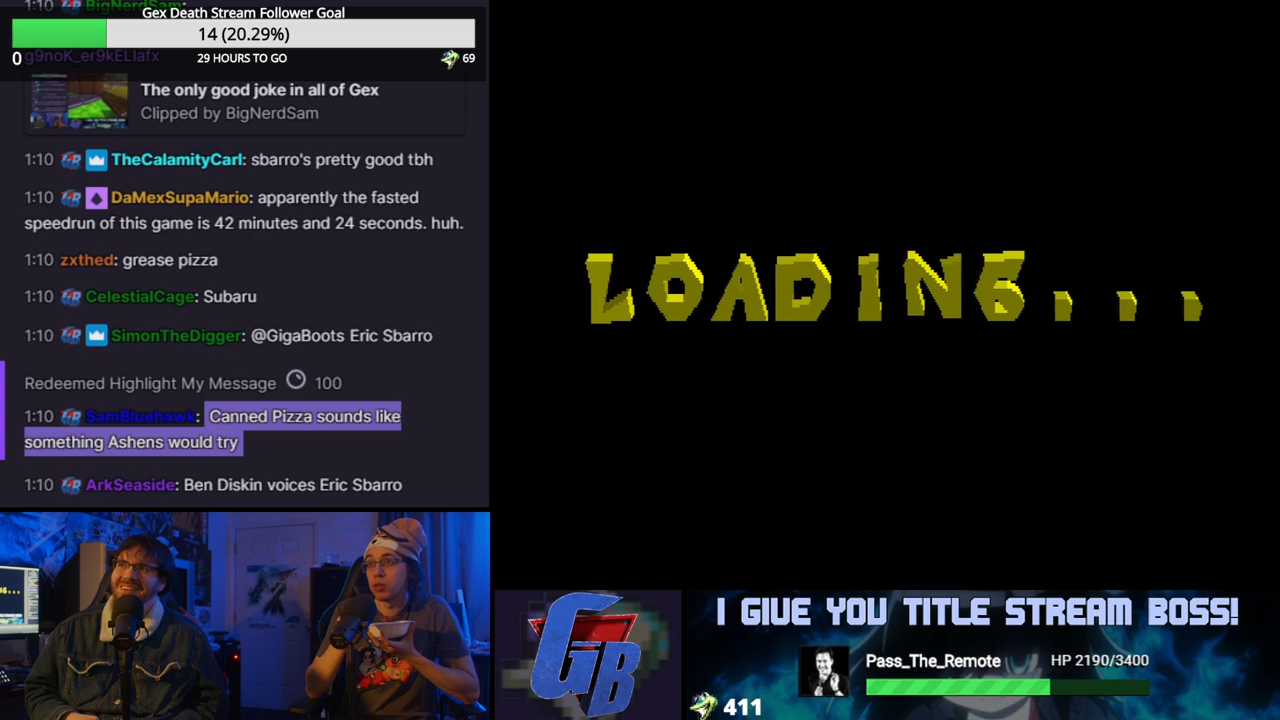 1:10 BigNerdSam:
Gex Death Stream Follower Goal
14 (20.29%)
0
29 HOURS TO GO
69
g9noK_er9kELIafx
The only good joke in all of Gex
Clipped by BigNerdSam
1:10 TheCalamityCarl: sbarro's pretty good tbh
1:10 DaMexSupaMario: apparently the fasted
speedrun of this game is 42 minutes and 24 seconds. huh.
1:10 zxthed: grease pizza
1:10 CelestialCage: Subaru
1:10 SimonTheDigger: @GigaBoots Eric Sbarro
Redeemed Highlight My Message 100
1:10 SamBluehawk: Canned Pizza sounds like
something Ashens would try
1:10 ArkSeaside: Ben Diskin voices Eric Sbarro
LOADING...
GB
I GIVE YOU TITLE STREAM BOSS!
Pass_The_Remote HP 2190/3400
411